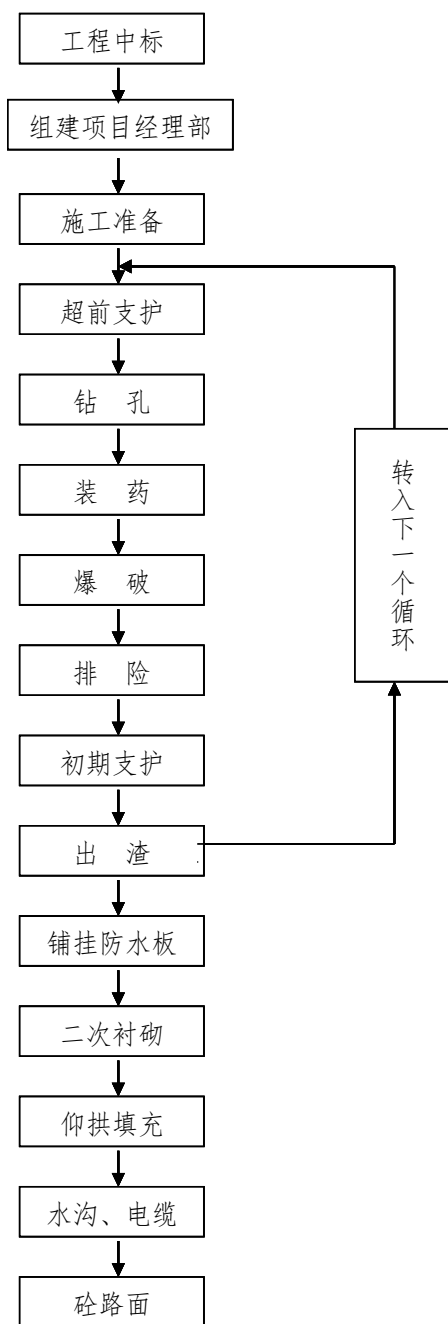 工程中标
组建项目经理部
施工准备
超前支护
钻 孔
装 药
爆 破
排 险
初期支护
出 渣
铺挂防水板
二次衬砌
仰拱填充
水沟、电缆
砼路面
转入下一个循环